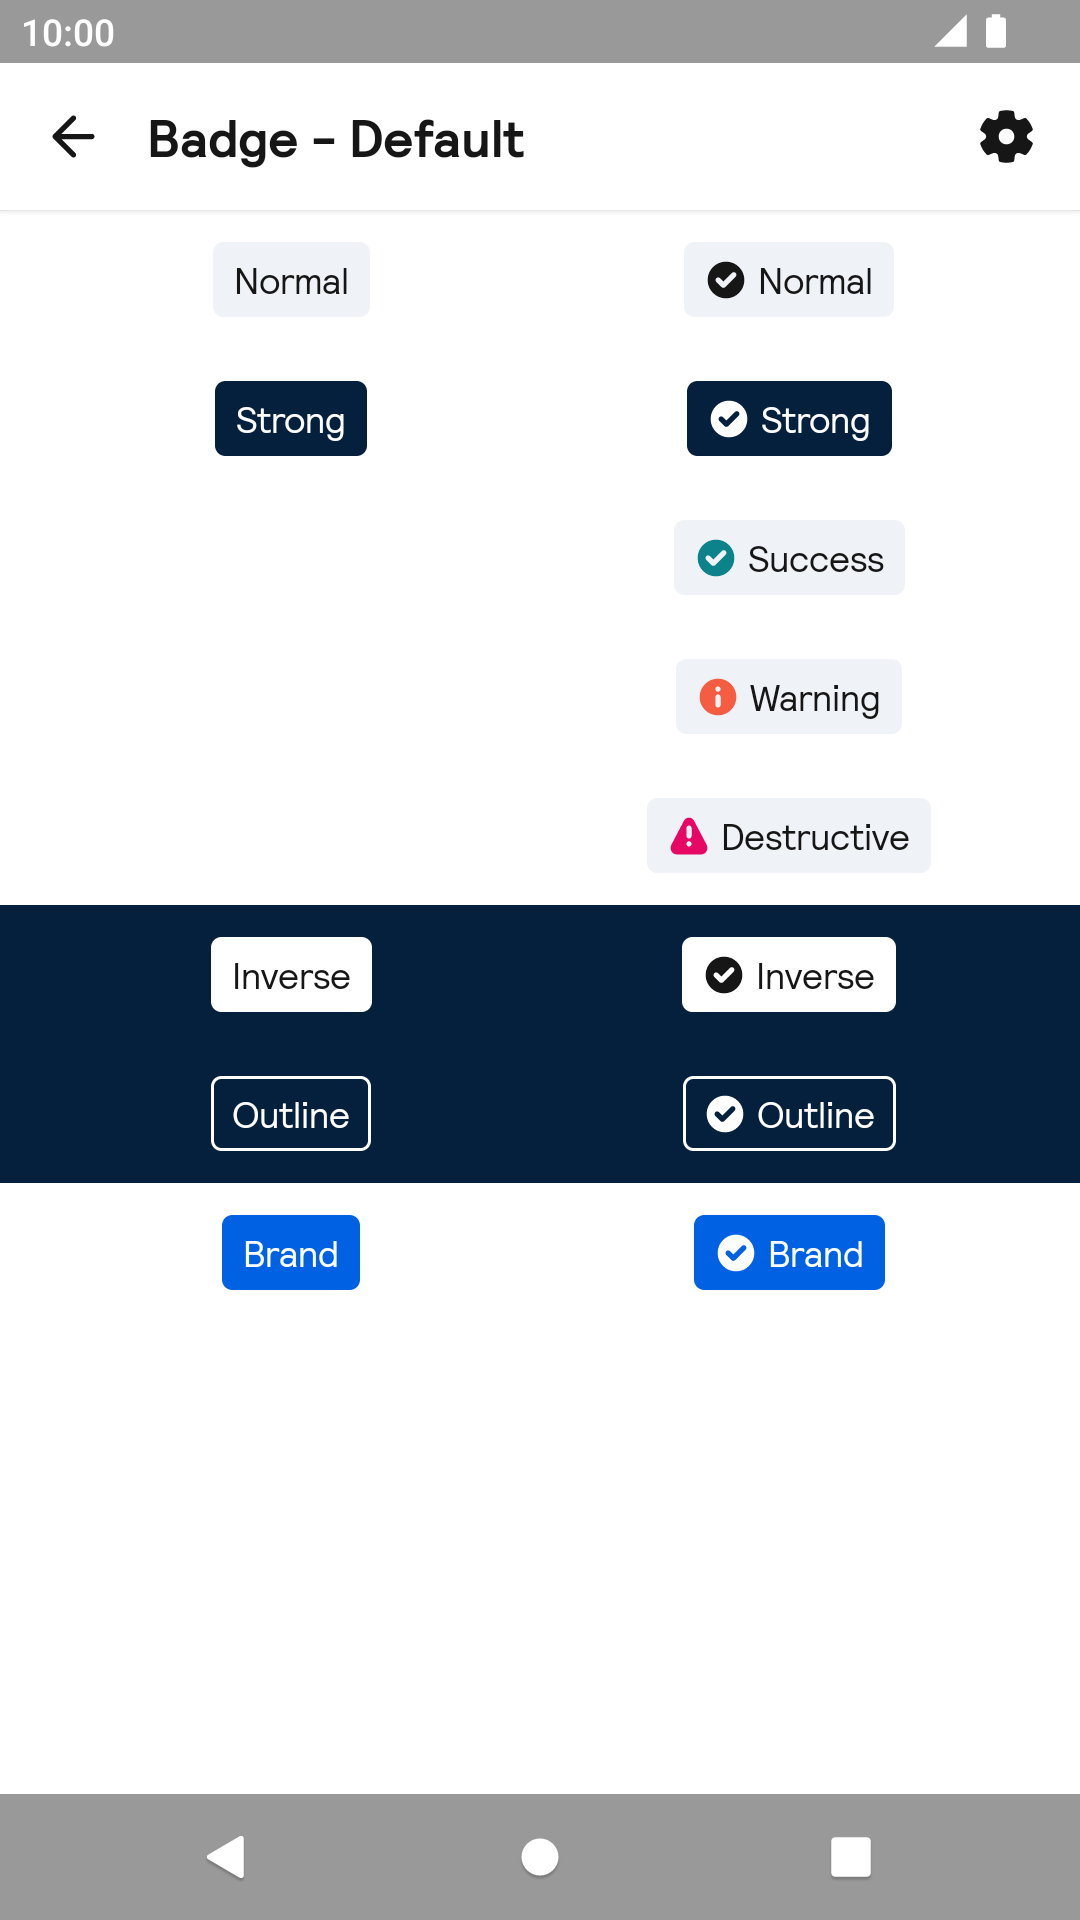 10:00
Badge – Default
Normal Normal
Strong Strong
Success
Warning
Destructive
Inverse Inverse
Outline Outline
Brand Brand